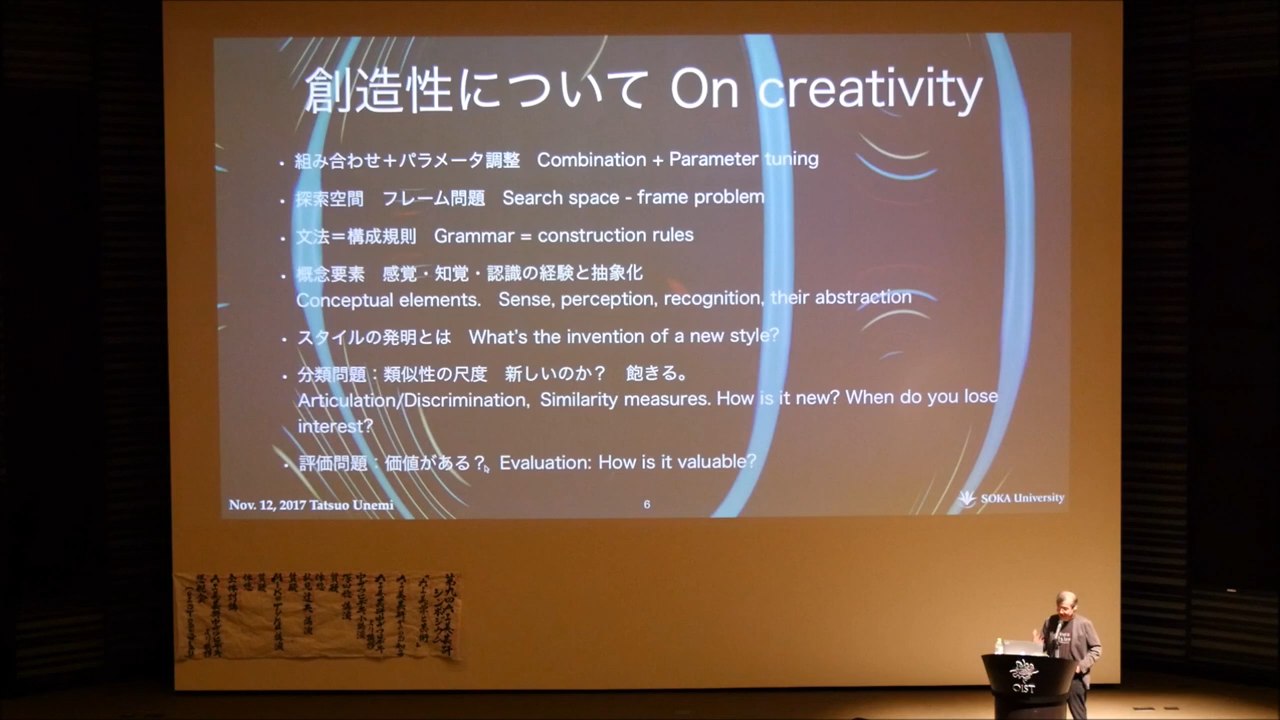 創造性について On creativity
・組み合わせ＋パラメータ調整 Combination + Parameter tuning
・探索空間 フレーム問題 Search space - frame problem
・文法＝構成規則 Grammar = construction rules
・概念要素 感覚・知覚・認識の経験と抽象化
Conceptual elements. Sense, perception, recognition, their abstraction
・スタイルの発明とは What's the invention of a new style?
・分類問題：類似性の尺度 新しいのか？ 飽きる。
Articulation/Discrimination, Similarity measures. How is it new? When do you lose
interest?
・評価問題：価値がある？ Evaluation: How is it valuable?
Nov. 12, 2017 Tatsuo Unemi
6
SOKA University
OIST